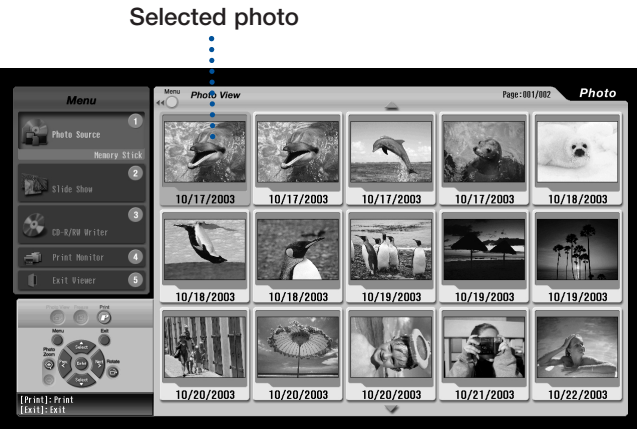 Selected photo
Menu
Menu
Photo View
Page:001/002
Photo
1
Photo Source
Memory Stick
2
Slide Show
3
CD-R/RW Writer
Print Monitor
4
Exit Viewer
5
10/17/2003 10/17/2003 10/17/2003 10/17/2003 10/18/2003
10/18/2003 10/18/2003 10/19/2003 10/19/2003 10/19/2003
10/20/2003 10/20/2003 10/20/2003 10/21/2003 10/22/2003
Print
Menu
Exit
Photo
Zoom
Select
Prev
Next
Rotate
Select
[Print]: Print
[Exit]: Exit